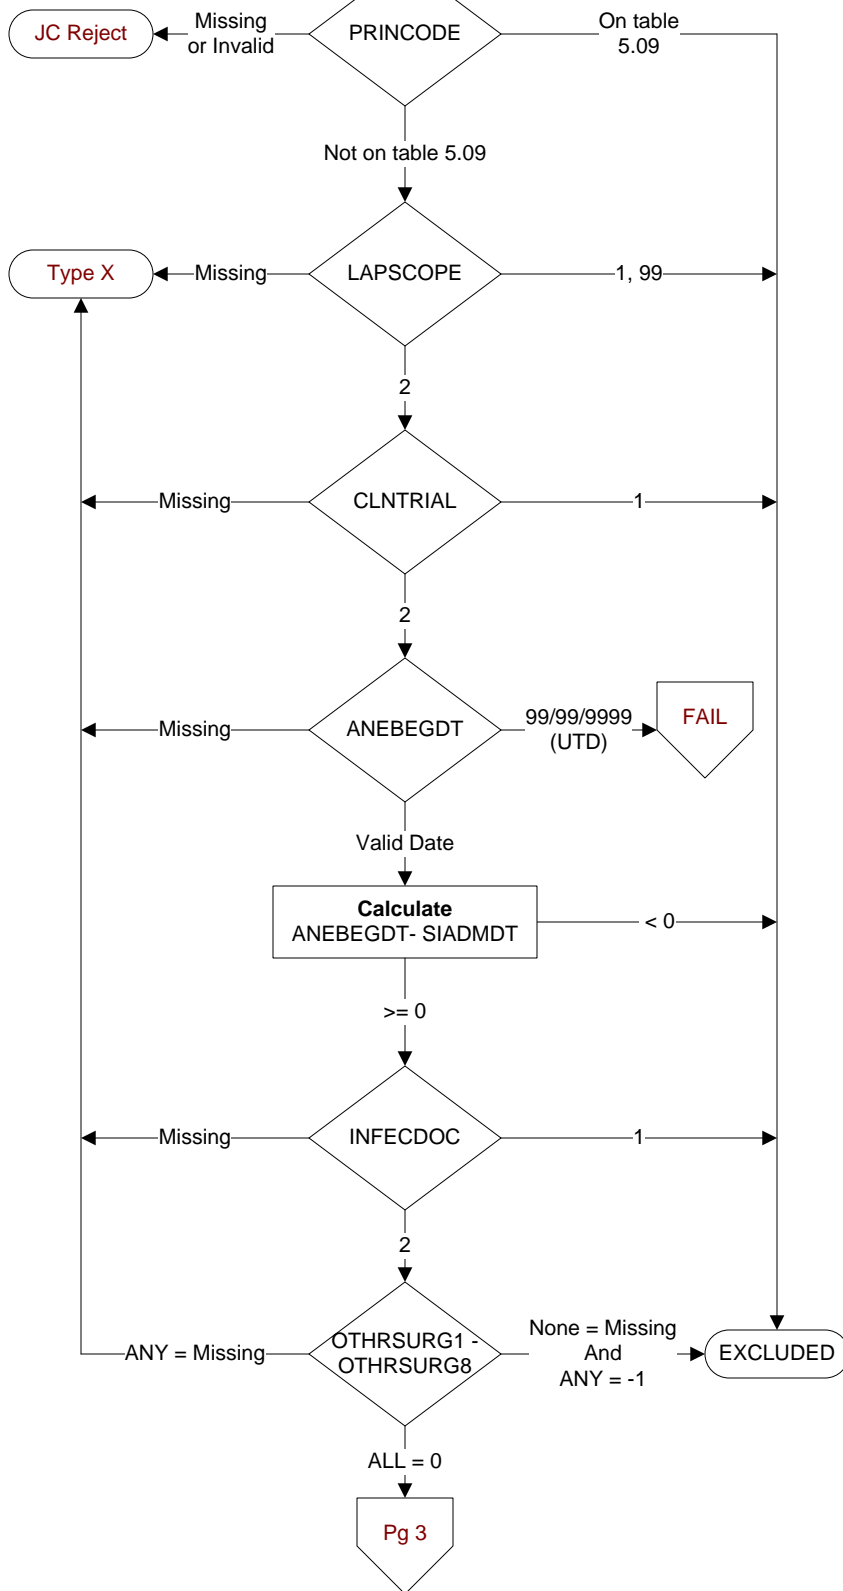 JC Reject
Missing
or Invalid
PRINCODE
On table
5.09
Not on table 5.09
Type X
Missing
LAPSCOPE
1, 99
2
Missing
CLNTRIAL
1
2
Missing
ANEBEGDT
99/99/9999
(UTD)
FAIL
Valid Date
Calculate
ANEBEGDT- SIADMDT
< 0
>= 0
Missing
INFECDOC
1
2
ANY = Missing
OTHRSURG1 -
OTHRSURG8
None = Missing
And
ANY = -1
EXCLUDED
ALL = 0
Pg 3